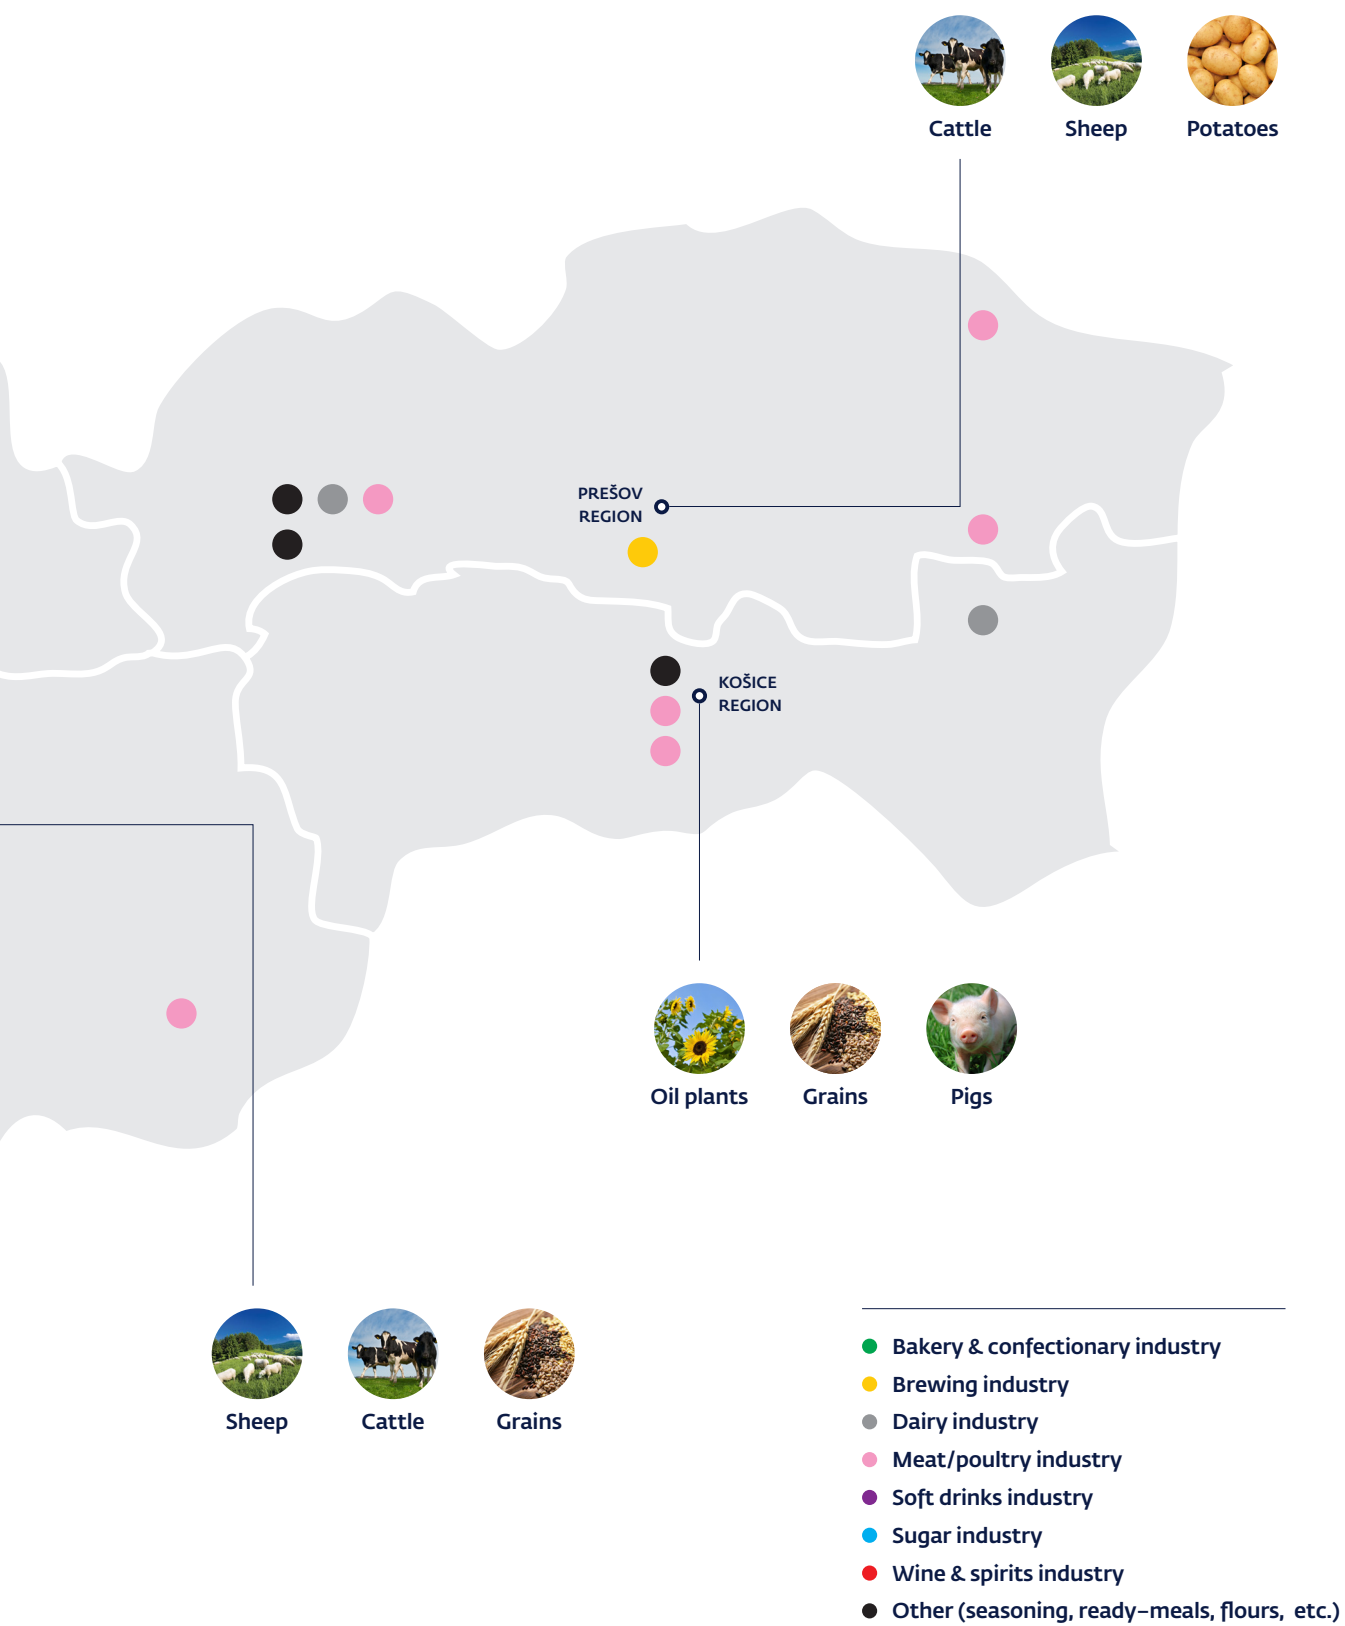 Cattle
Sheep
Potatoes
PREŠOV
REGION
KOŠICE
REGION
Oil plants
Grains
Pigs
Sheep
Cattle
Grains
Bakery & confectionary industry
Brewing industry
Dairy industry
Meat/poultry industry
Soft drinks industry
Sugar industry
Wine & spirits industry
Other (seasoning, ready–meals, flours, etc.)